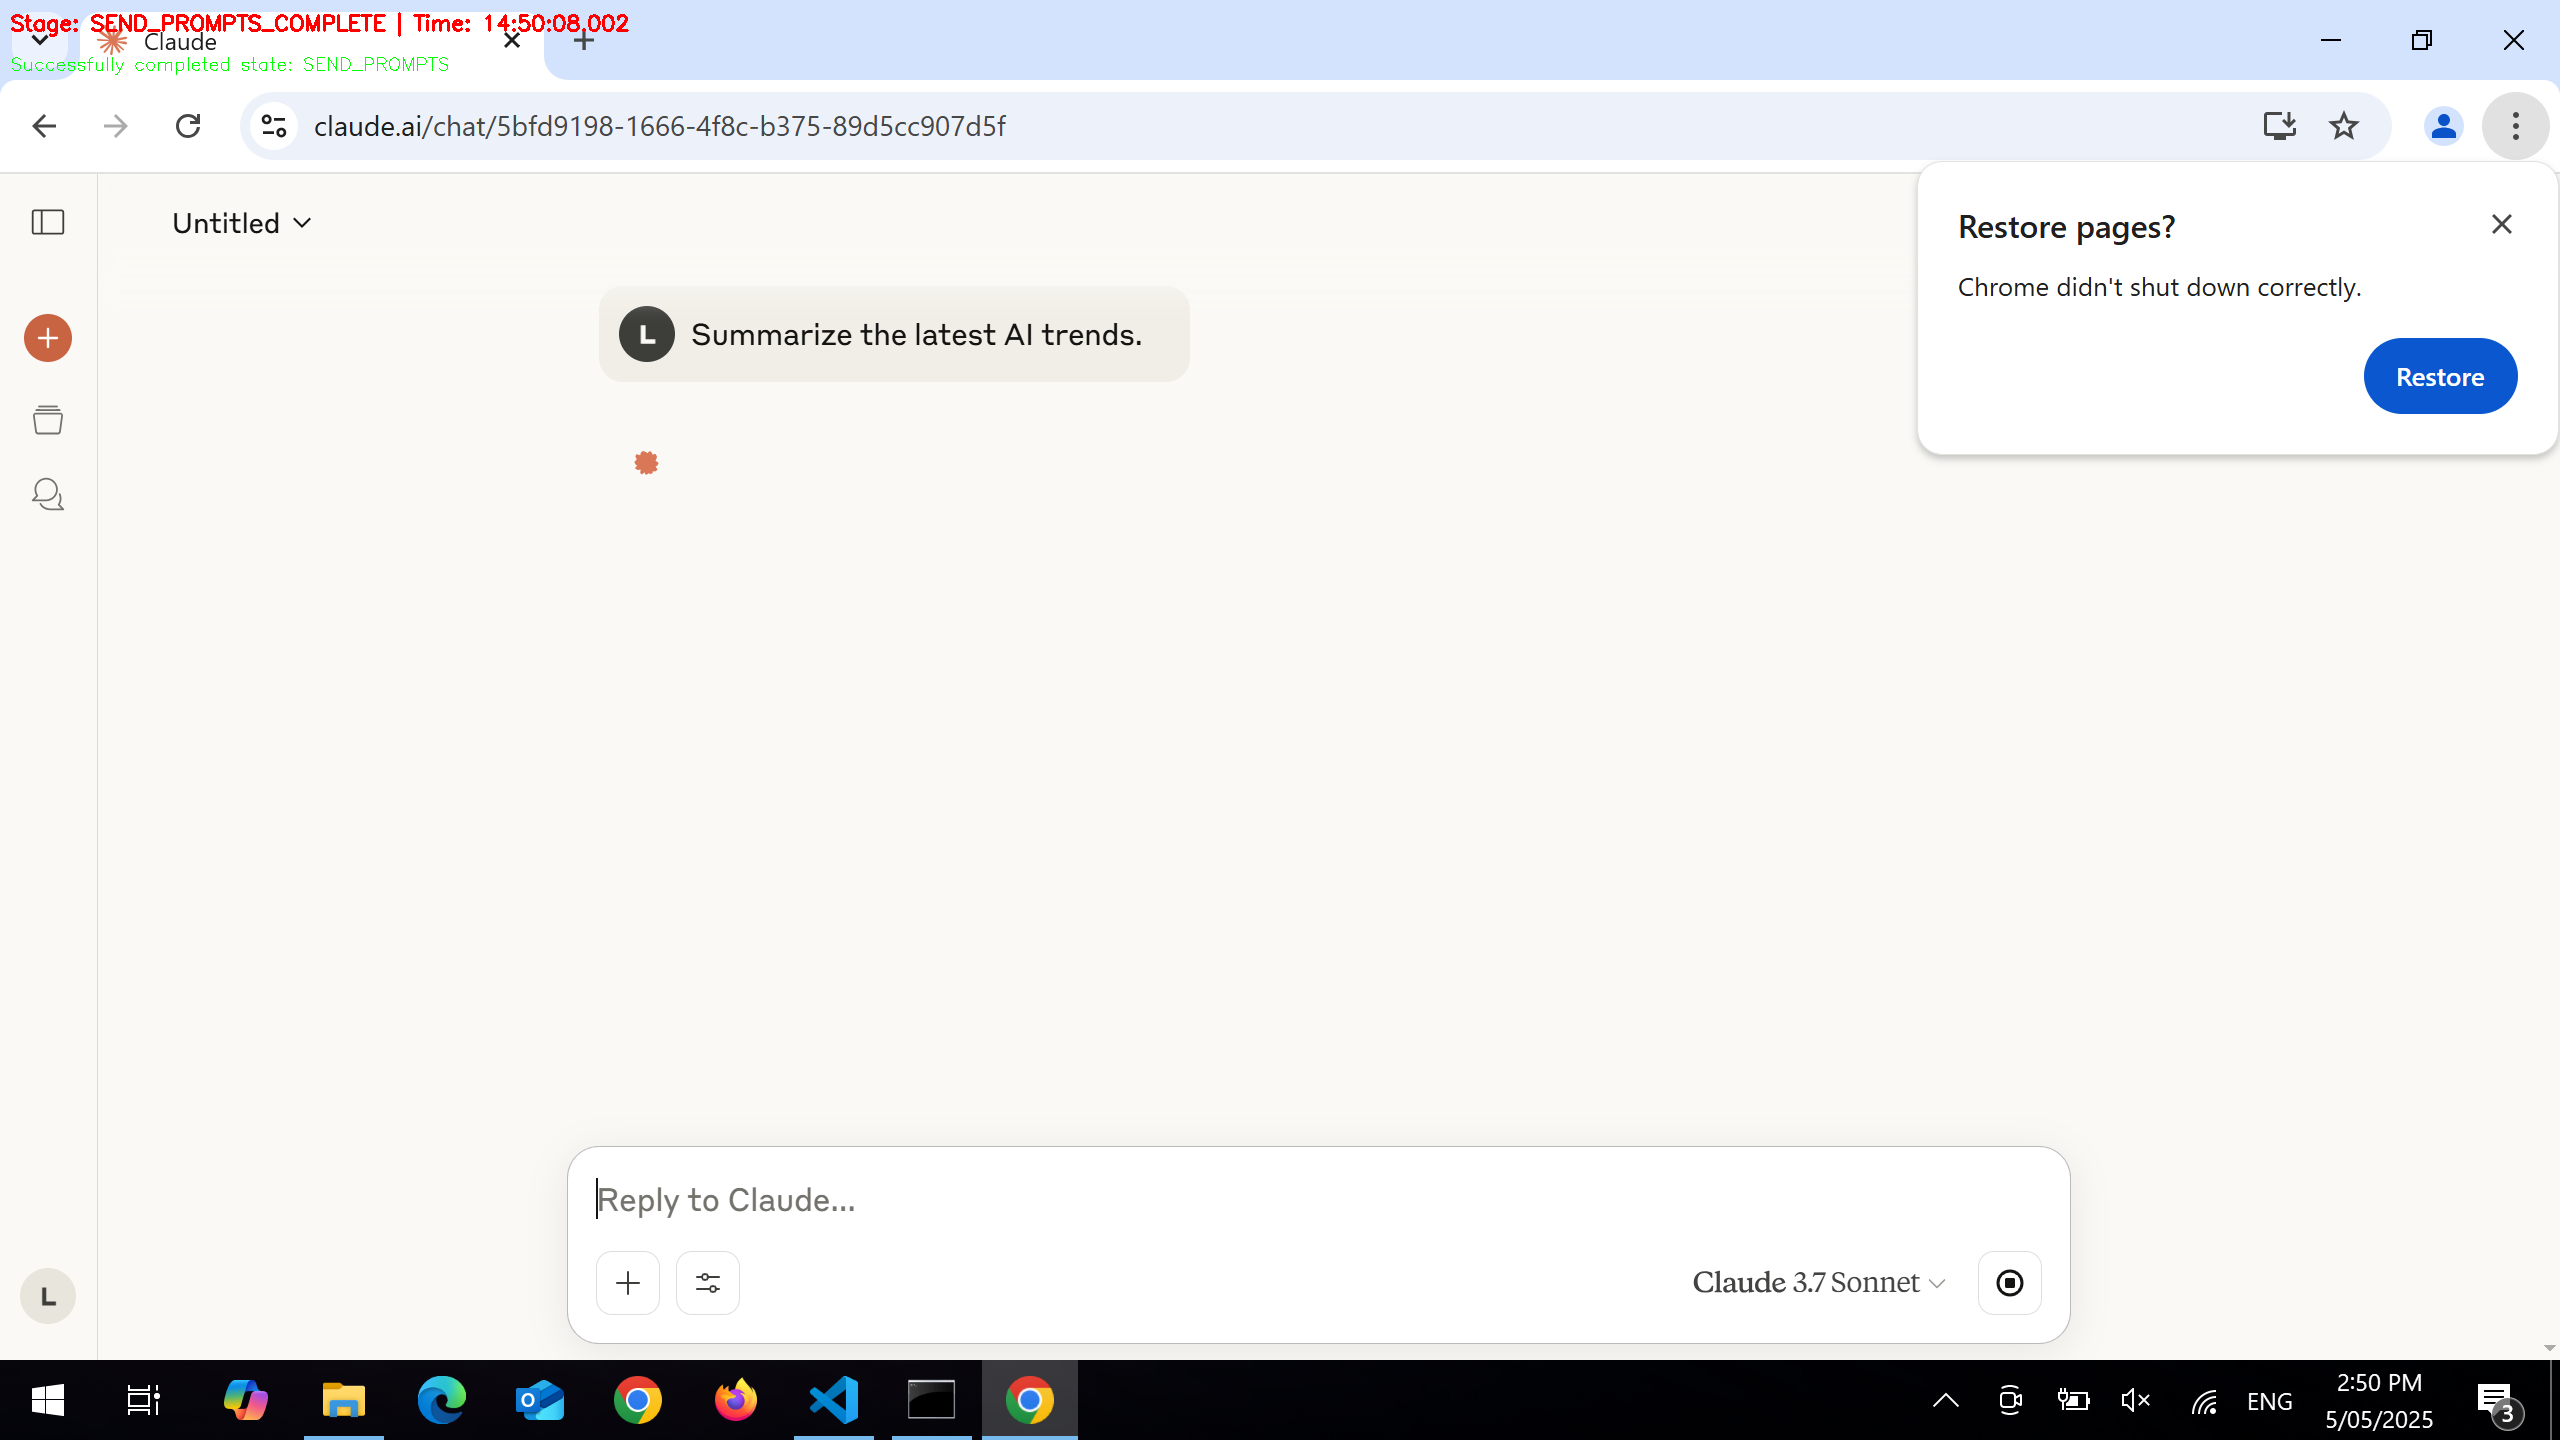 Stage: SEND_PROMPTS_COMPLETE | Time: 14:50:08,002
Claude
Successfully completed state: SEND_PROMPTS
claude.ai/chat/5bfd9198-1666-4f8c-b375-89d5cc907d5f
Untitled
Restore pages?
Chrome didn't shut down correctly.
Restore
L Summarize the latest AI trends.
Reply to Claude...
Claude 3.7 Sonnet
L
ENG
2:50 PM
5/05/2025
3